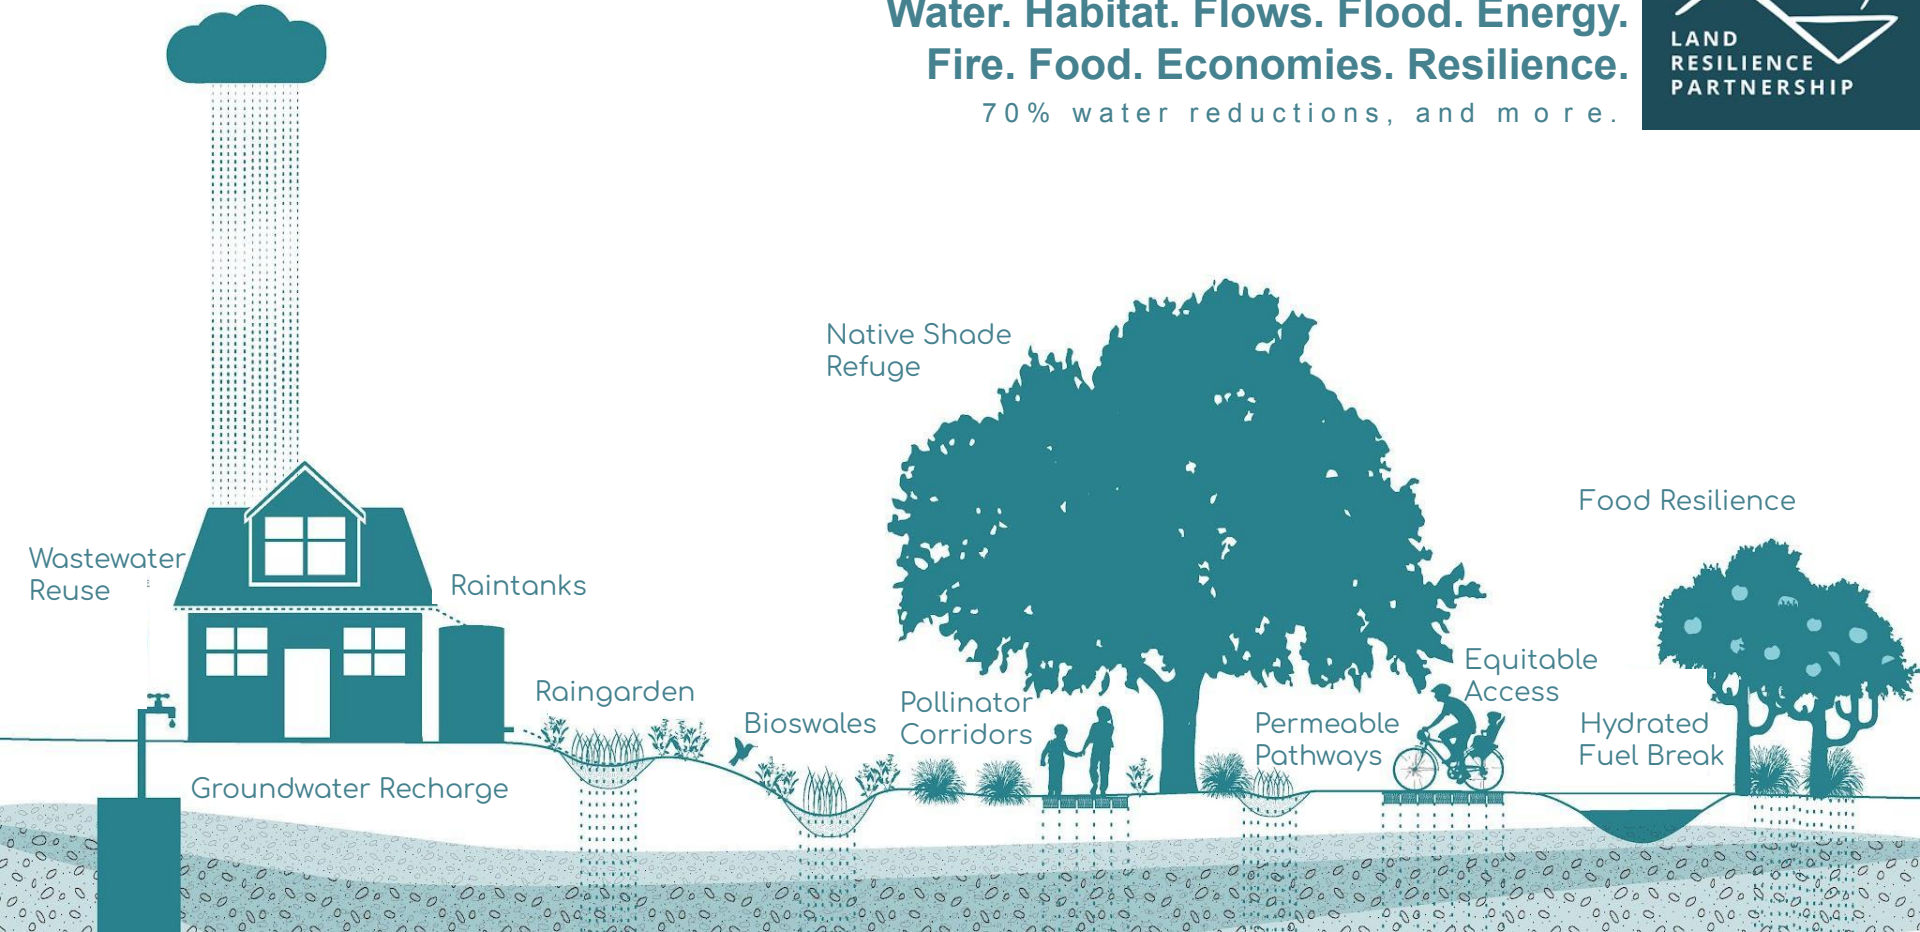 Water. Habitat. Flows. Flood. Energy.
Fire. Food. Economies. Resilience.
70% water reductions, and more.
LAND
RESILIENCE
PARTNERSHIP
Native Shade
Refuge
Food Resilience
Wastewater
Reuse
Raintanks
Raingarden
Bioswales
Pollinator
Corridors
Equitable
Access
Permeable
Pathways
Hydrated
Fuel Break
Groundwater Recharge